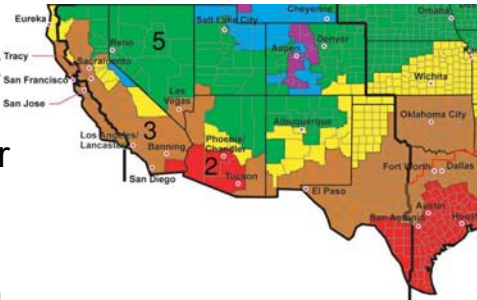 Eureka
Cheyenne
Omaha
Salt Lake City
Reno
5
Denver
Aspen
Tracy
Sacramento
San Francisco
Wichita
San Jose
Las
Vegas
Oklahoma City
Albuquerque
3
Los Angeles/
Lancaster
Banning
Phoenix/
Chandler
2
Fort Worth
Dallas
San Diego
Tucson
El Paso
Austin
San Antonio